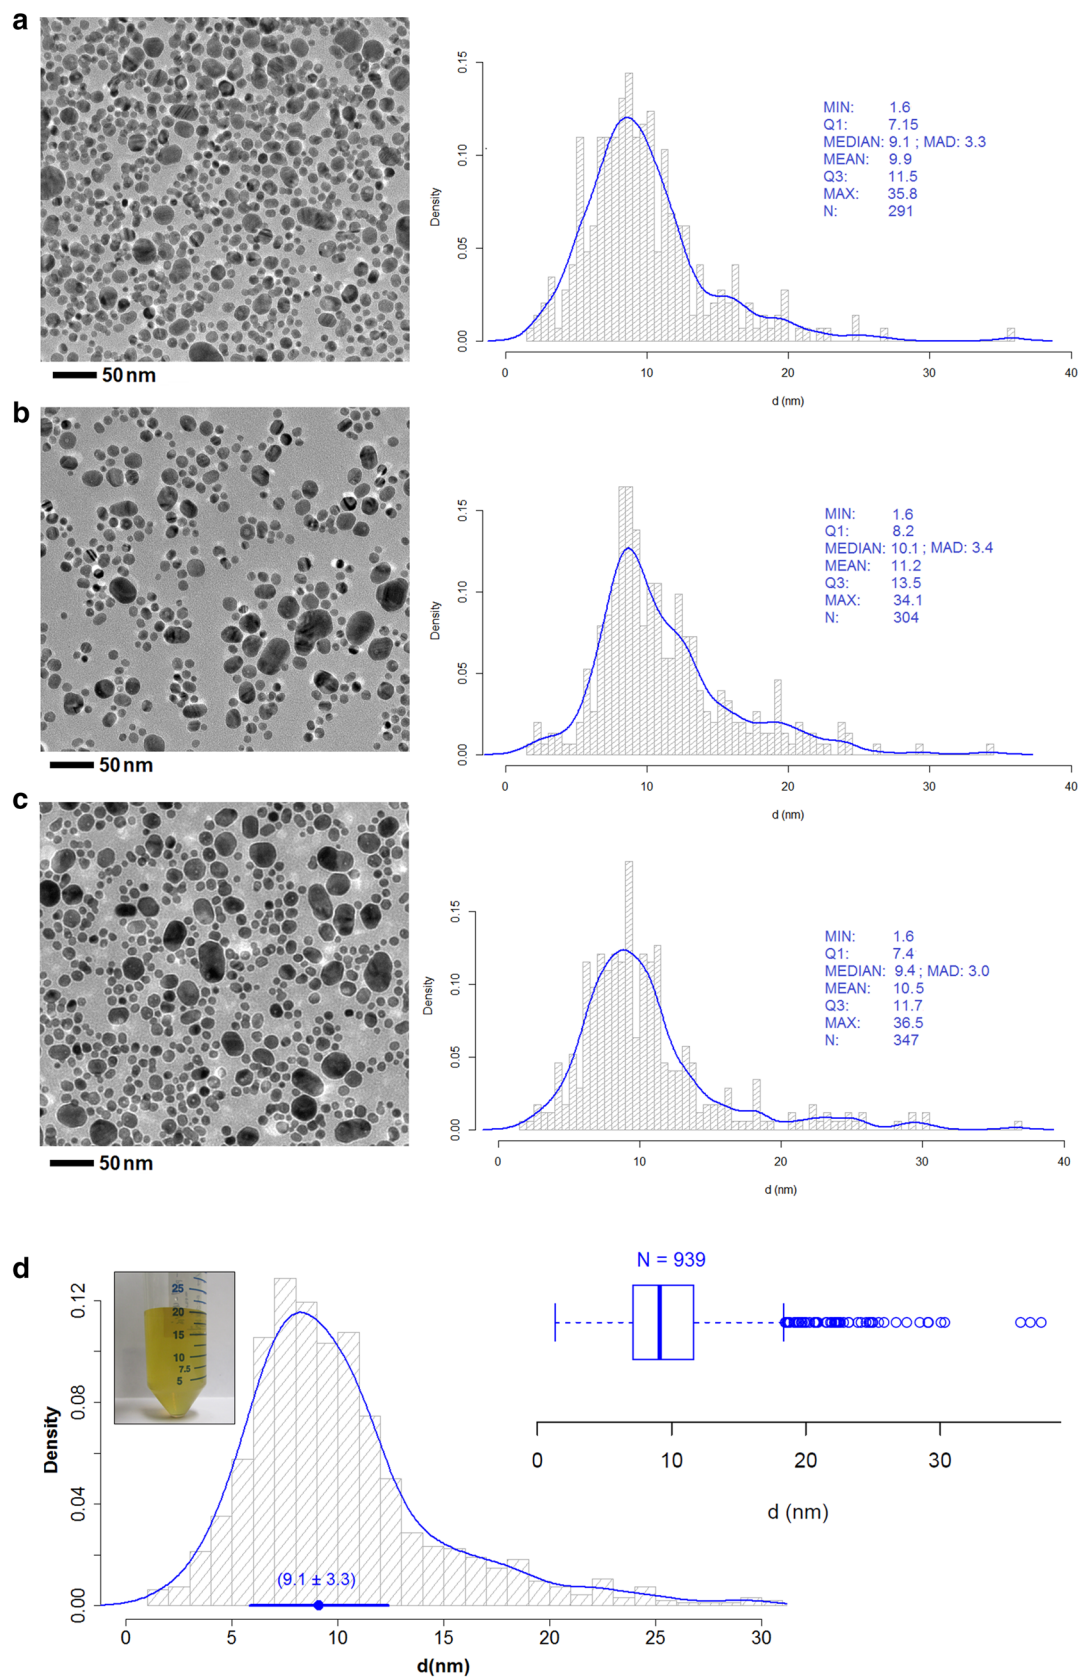 a
50 nm
0.15
0.10
0.05
0.00
Density
0
10
20
30
40
d (nm)
MIN: 1.6
Q1: 7.15
MEDIAN: 9.1 ; MAD: 3.3
MEAN: 9.9
Q3: 11.5
MAX: 35.8
N: 291
b
50 nm
0.15
0.10
0.05
0.00
Density
0
10
20
30
40
d (nm)
MIN: 1.6
Q1: 8.2
MEDIAN: 10.1 ; MAD: 3.4
MEAN: 11.2
Q3: 13.5
MAX: 34.1
N: 304
c
50 nm
0.15
0.10
0.05
0.00
Density
0
10
20
30
40
d (nm)
MIN: 1.6
Q1: 7.4
MEDIAN: 9.4 ; MAD: 3.0
MEAN: 10.5
Q3: 11.7
MAX: 36.5
N: 347
d
0.12
0.08
0.04
0.00
Density
25
20
15
10
7.5
5
(9.1 ± 3.3)
0
5
10
15
20
25
30
d(nm)
N = 939
0
10
20
30
d (nm)